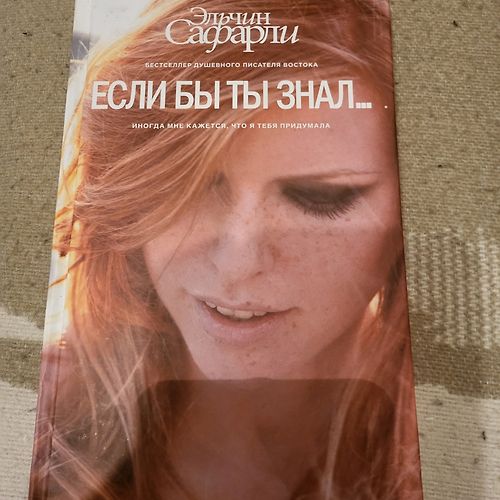 Эльчин
Сафарли
БЕСТСЕЛЛЕР ДУШЕВНОГО ПИСАТЕЛЯ ВОСТОКА
ЕСЛИ БЫ ТЫ ЗНАЛ...
ИНОГДА МНЕ КАЖЕТСЯ, ЧТО Я ТЕБЯ ПРИДУМАЛА